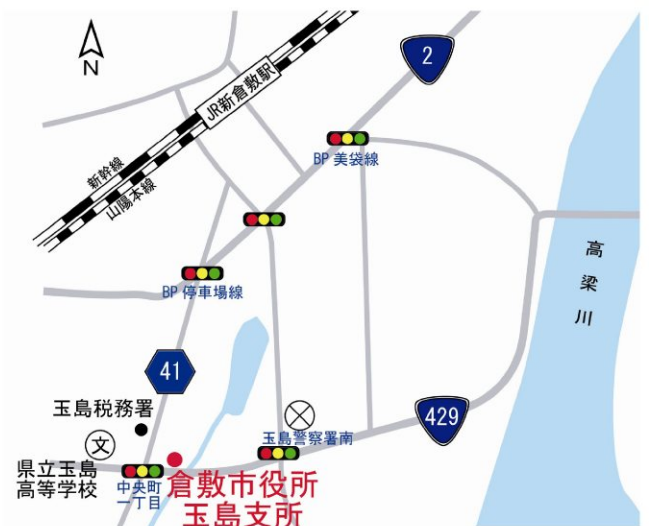 N
JR新倉敷駅
2
BP 美袋線
新幹線
山陽本線
高梁川
BP 停車場線
41
玉島税務署
429
文
玉島警察署南
県立玉島
高等学校
中央町
一丁目
倉敷市役所
玉島支所